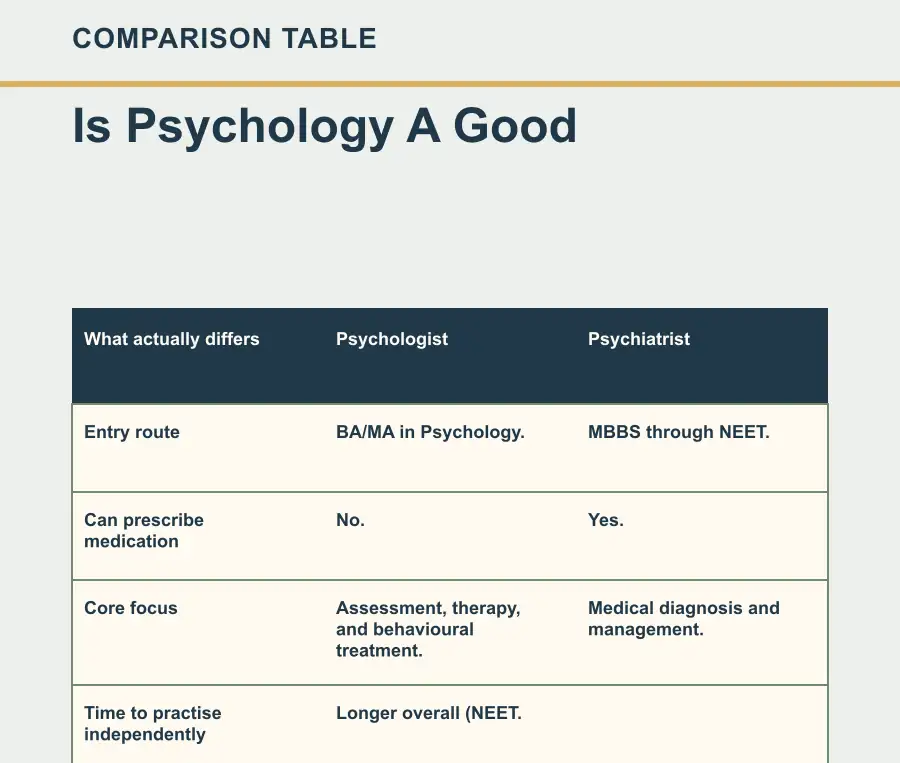 COMPARISON TABLE
Is Psychology A Good
What actually differs Psychologist Psychiatrist
Entry route BA/MA in Psychology. MBBS through NEET.
Can prescribe No. Yes.
medication
Core focus Assessment, therapy, Medical diagnosis and
and behavioural management.
treatment.
Time to practise Longer overall (NEET.
independently